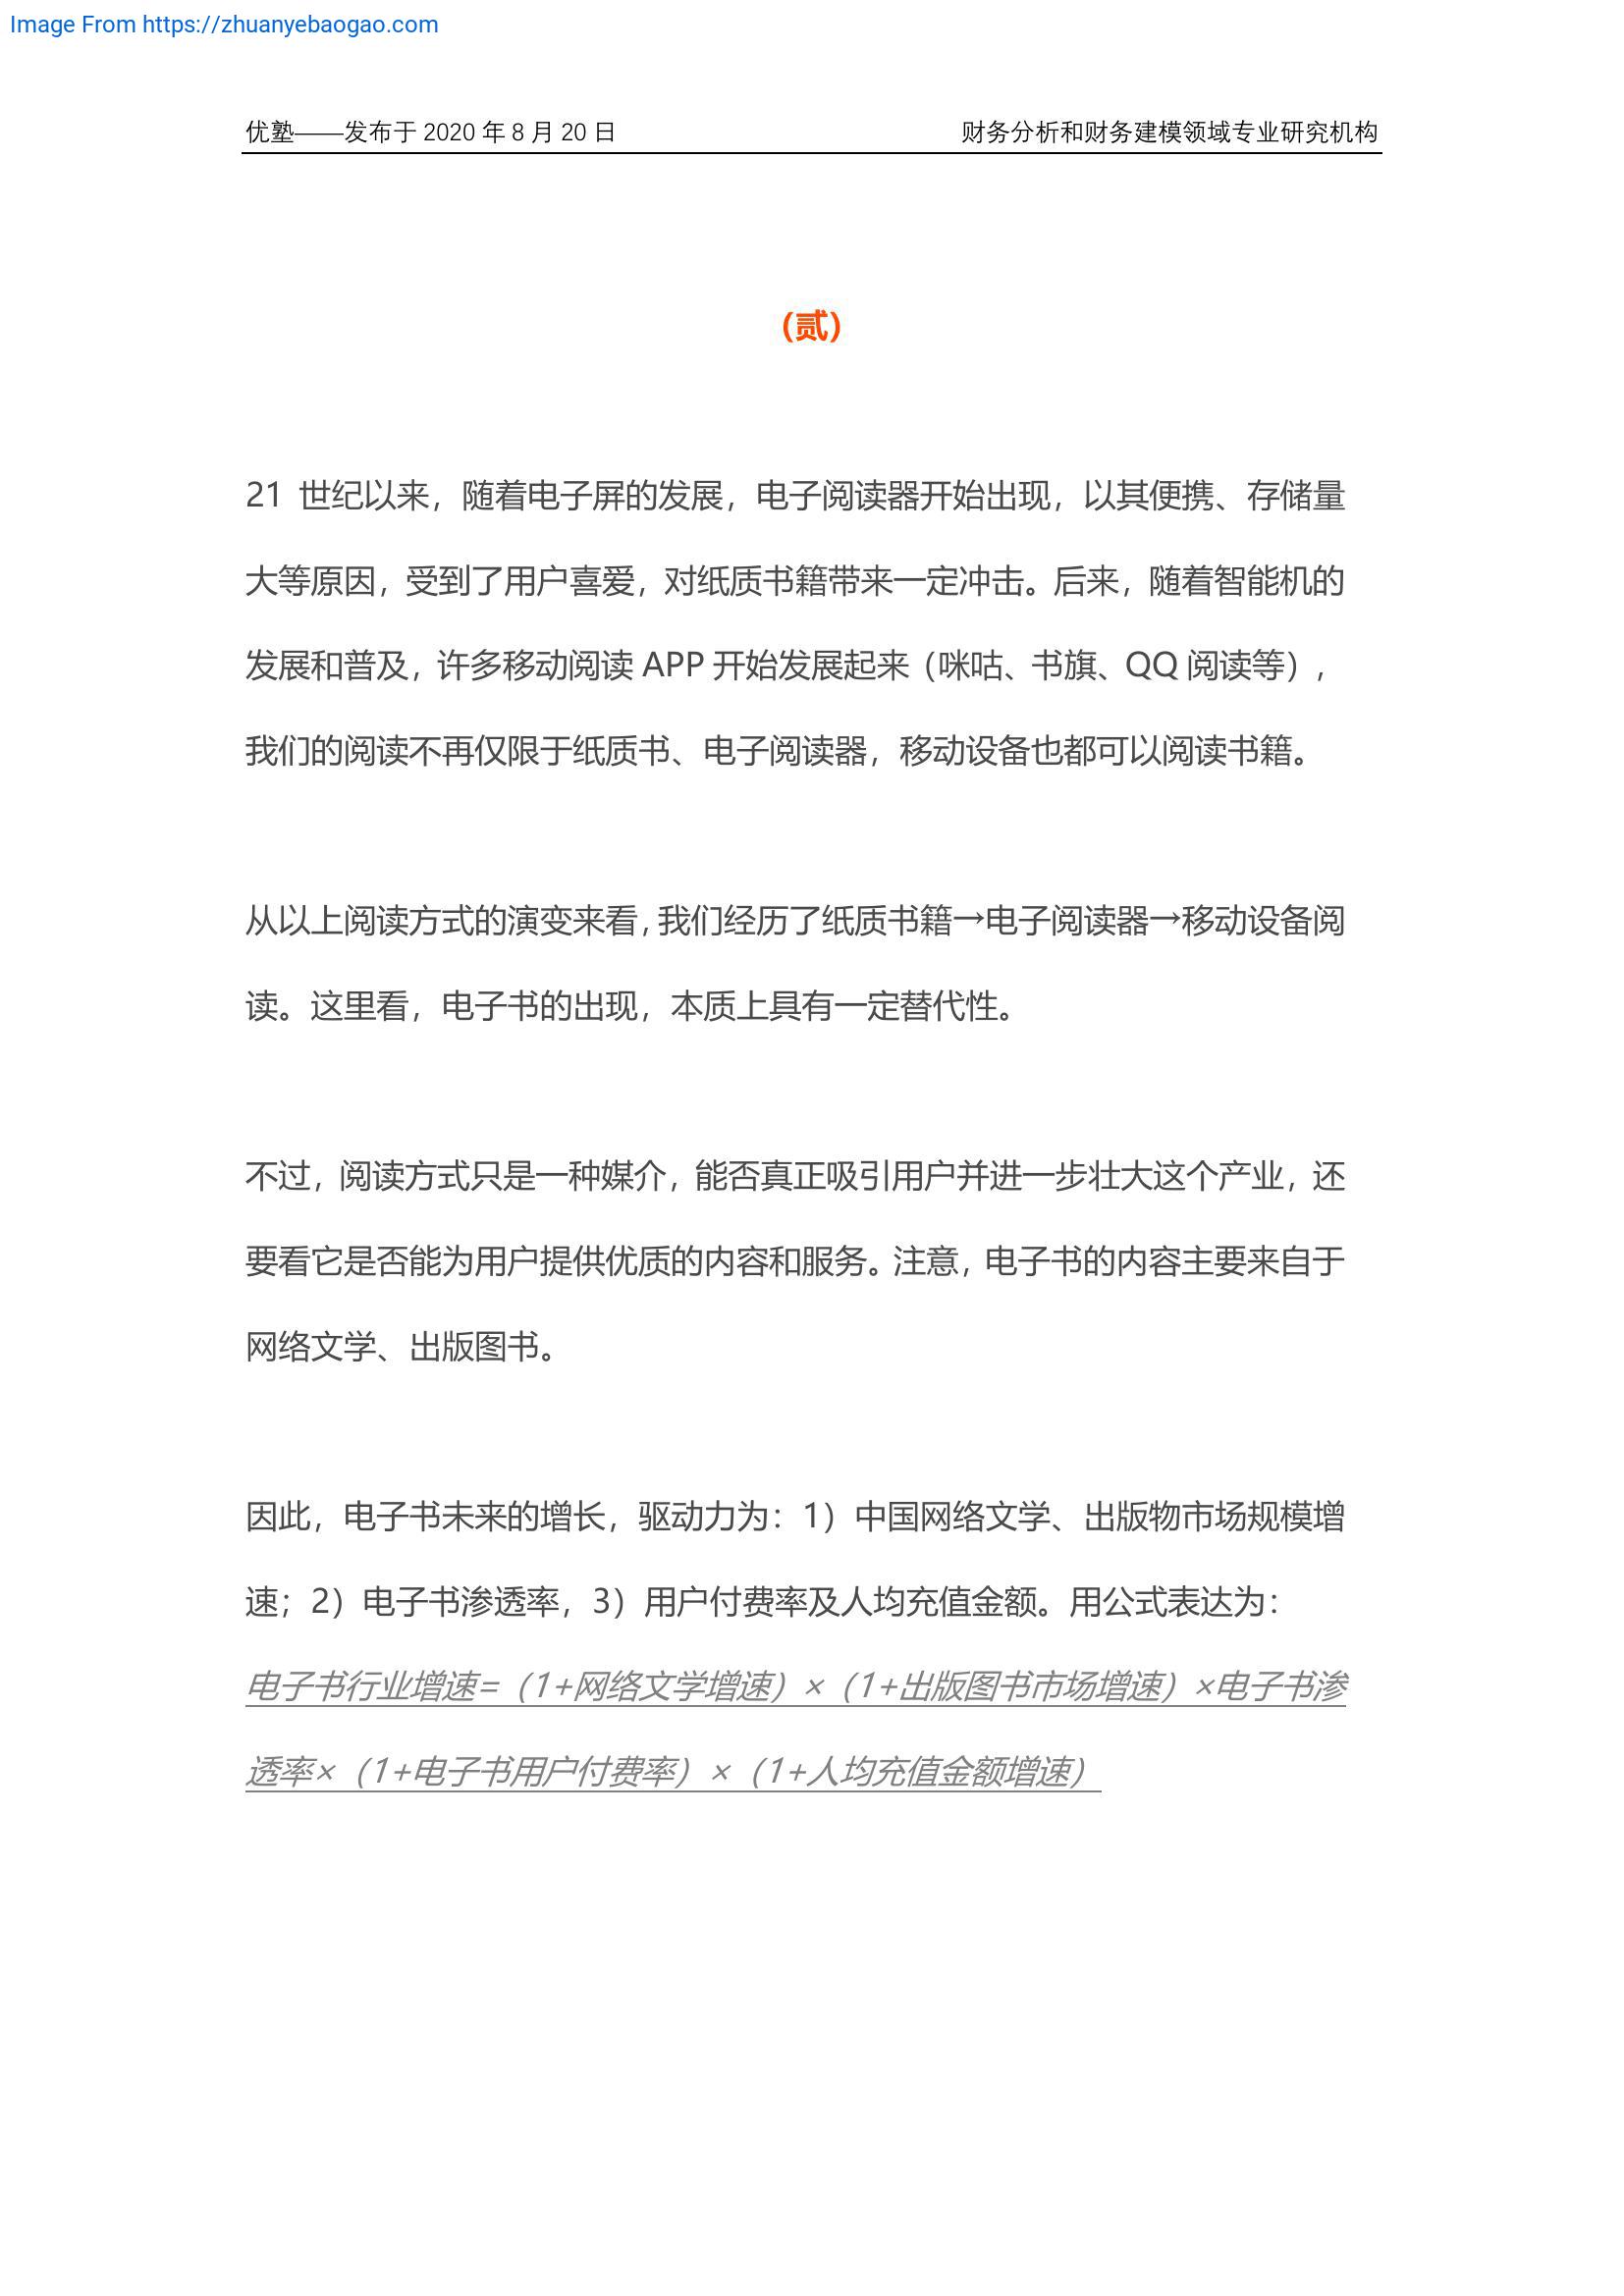 Image From https://zhuanyebaogao.com
优塾——发布于 2020 年 8 月 20 日
财务分析和财务建模领域专业研究机构
(贰)
21 世纪以来，随着电子屏的发展，电子阅读器开始出现，以其便携、存储量
大等原因，受到了用户喜爱，对纸质书籍带来一定冲击。后来，随着智能机的
发展和普及，许多移动阅读 APP 开始发展起来（咪咕、书旗、QQ 阅读等），
我们的阅读不再仅限于纸质书、电子阅读器，移动设备也都可以阅读书籍。
从以上阅读方式的演变来看，我们经历了纸质书籍→电子阅读器→移动设备阅
读。这里看，电子书的出现，本质上具有一定替代性。
不过，阅读方式只是一种媒介，能否真正吸引用户并进一步壮大这个产业，还
要看它是否能为用户提供优质的内容和服务。注意，电子书的内容主要来自于
网络文学、出版图书。
因此，电子书未来的增长，驱动力为：1）中国网络文学、出版物市场规模增
速；2）电子书渗透率，3）用户付费率及人均充值金额。用公式表达为：
电子书行业增速=（1+网络文学增速）×（1+出版图书市场增速）×电子书渗
透率×（1+电子书用户付费率）×（1+人均充值金额增速）